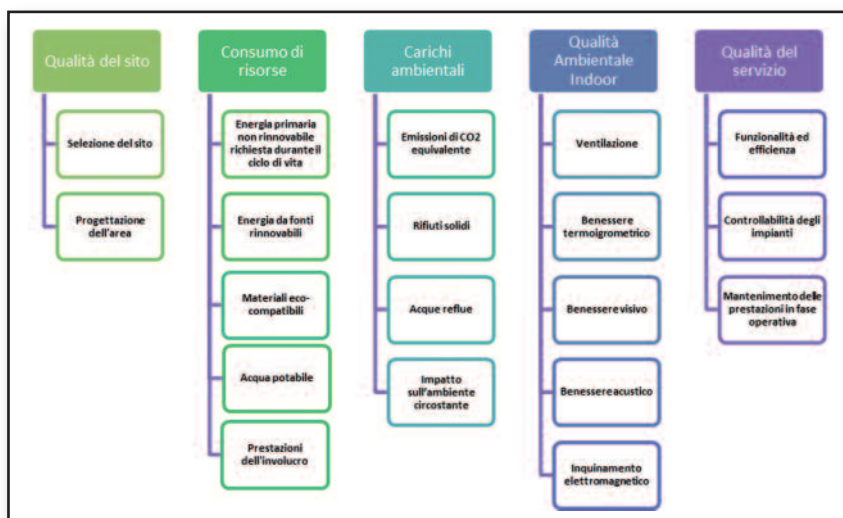 Qualità del sito
Selezione del sito
Progettazione
dell'area
Consumo di
risorse
Energia primaria
non rinnovabile
richiesta durante il
ciclo di vita
Energia da fonti
rinnovabili
Materiali eco-
compatibili
Acqua potabile
Prestazioni
dell'involucro
Carichi
ambientali
Emissioni di CO2
equivalente
Rifiuti solidi
Acque reflue
Impatto
sull'ambiente
circostante
Qualità
Ambientale
Indoor
Ventilazione
Benessere
termoigrometrico
Benessere visivo
Benessere acustico
Inquinamento
elettromagnetico
Qualità del
servizio
Funzionalità ed
efficienza
Controllabilità degli
impianti
Mantenimento delle
prestazioni in fase
operativa